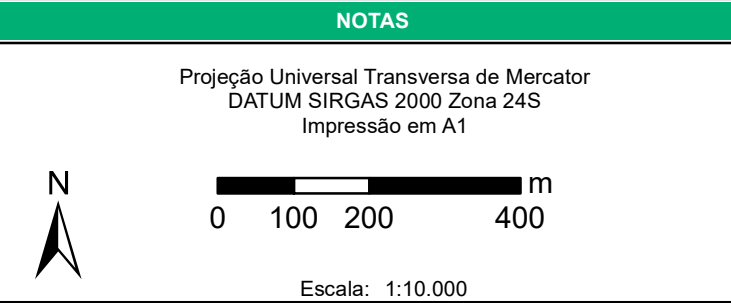 NOTAS
Projeção Universal Transversa de Mercator
DATUM SIRGAS 2000 Zona 24S
Impressão em A1
N
m
0 100 200 400
Escala: 1:10.000